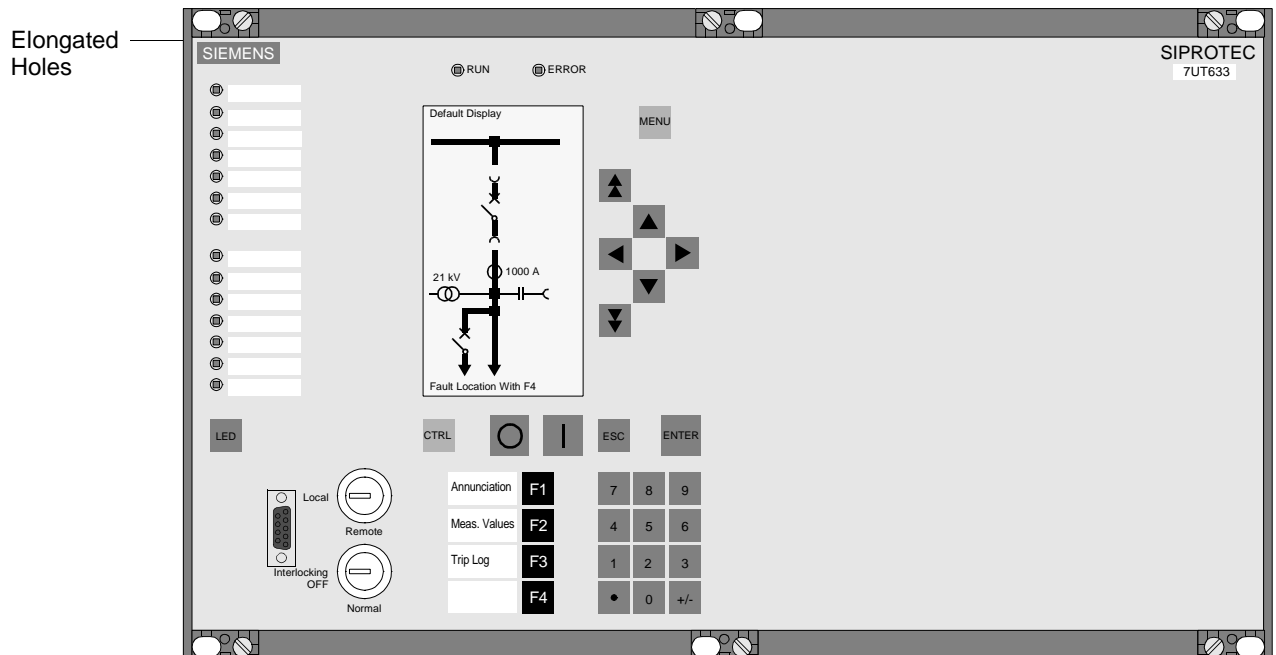 Elongated
Holes
SIEMENS
SIPROTEC
7UT633
RUN
ERROR
Default Display
MENU
21 kV
1000 A
Fault Location With F4
LED
CTRL
ESC
ENTER
Annunciation F1
7 8 9
Local
Remote
Meas. Values F2
4 5 6
Trip Log F3
1 2 3
Interlocking
OFF
Normal
F4
0 +/-